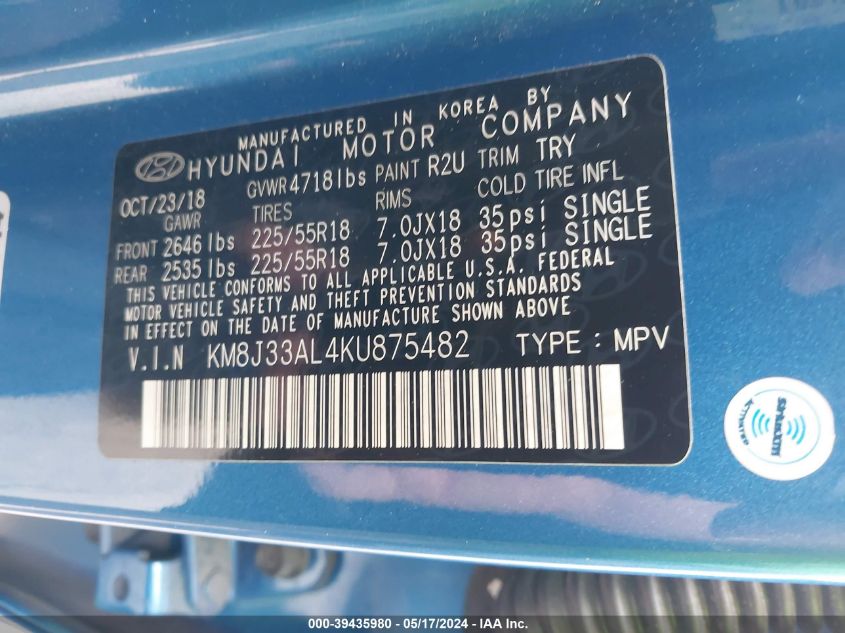 MANUFACTURED IN KOREA BY
HYUNDAI MOTOR COMPANY
OCT/23/18 GVWR 4718 lbs PAINT R2U TRIM TRY
GAWR TIRES RIMS COLD TIRE INFL
FRONT 2646 lbs 225/55R18 7.0JX18 35psi SINGLE
REAR 2535 lbs 225/55R18 7.0JX18 35psi SINGLE
THIS VEHICLE CONFORMS TO ALL APPLICABLE U.S.A. FEDERAL
MOTOR VEHICLE SAFETY AND THEFT PREVENTION STANDARDS
IN EFFECT ON THE DATE OF MANUFACTURE SHOWN ABOVE
V.I.N KM8J33AL4KU875482 TYPE : MPV
ACTIVATED
000-39435980 - 05/17/2024 - IAA Inc.